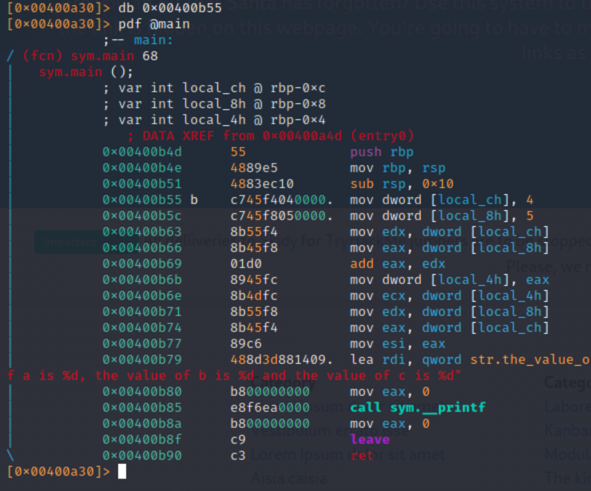 [0×00400a30]> db 0×00400b55
[0×00400a30]> pdf @main
;-- main:
/ (fcn) sym.main 68
| sym.main ();
| ; var int local_ch @ rbp-0×c
| ; var int local_8h @ rbp-0×8
| ; var int local_4h @ rbp-0×4
| ; DATA XREF from 0×00400a4d (entry0)
| 0×00400b4d 55 push rbp
| 0×00400b4e 4889e5 mov rbp, rsp
| 0×00400b51 4883ec10 sub rsp, 0×10
| 0×00400b55 b c745f4040000. mov dword [local_ch], 4
| 0×00400b5c c745f8050000. mov dword [local_8h], 5
| 0×00400b63 8b55f4 mov edx, dword [local_ch]
| 0×00400b66 8b45f8 mov eax, dword [local_8h]
| 0×00400b69 01d0 add eax, edx
| 0×00400b6b 8945fc mov dword [local_4h], eax
| 0×00400b6e 8b4dfc mov ecx, dword [local_4h]
| 0×00400b71 8b55f8 mov edx, dword [local_8h]
| 0×00400b74 8b45f4 mov eax, dword [local_ch]
| 0×00400b77 89c6 mov esi, eax
| 0×00400b79 488d3d881409. lea rdi, qword str.the_value_o
f a is %d, the value of b is %d and the value of c is %d"
| 0×00400b80 b800000000 mov eax, 0
| 0×00400b85 e8f6ea0000 call sym.__printf
| 0×00400b8a b800000000 mov eax, 0
| 0×00400b8f c9 leave
\ 0×00400b90 c3 ret
[0×00400a30]>